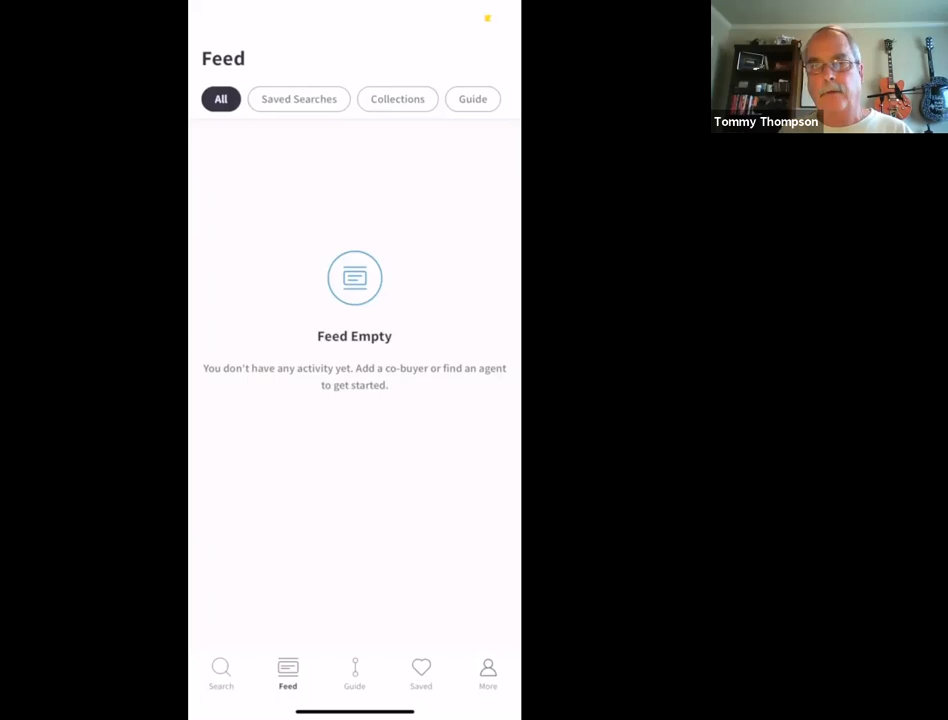 Feed
All
Saved Searches
Collections
Guide
Tommy Thompson
Feed Empty
You don't have any activity yet. Add a co-buyer or find an agent
to get started.
Search
Feed
Guide
Saved
More